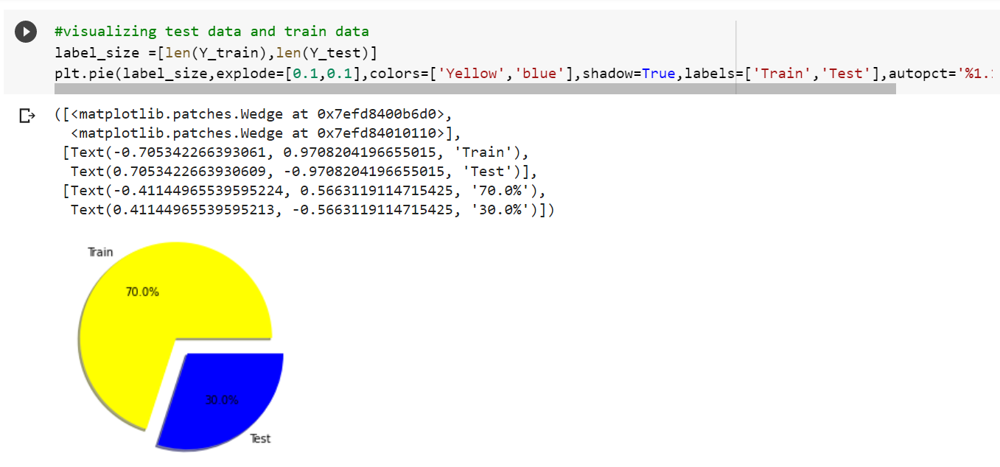 #visualizing test data and train data
label_size =[len(Y_train),len(Y_test)]
plt.pie(label_size,explode=[0.1,0.1],colors=['Yellow','blue'],shadow=True,labels=['Train','Test'],autopct='%1.
([<matplotlib.patches.Wedge at 0x7efd8400b6d0>,
<matplotlib.patches.Wedge at 0x7efd84010110>],
[Text(-0.705342266393061, 0.9708204196655015, 'Train'),
Text(0.7053422663930609, -0.9708204196655015, 'Test')],
[Text(-0.41144965539595224, 0.5663119114715425, '70.0%'),
Text(0.41144965539595213, -0.5663119114715425, '30.0%')])
Train
70.0%
30.0%
Test